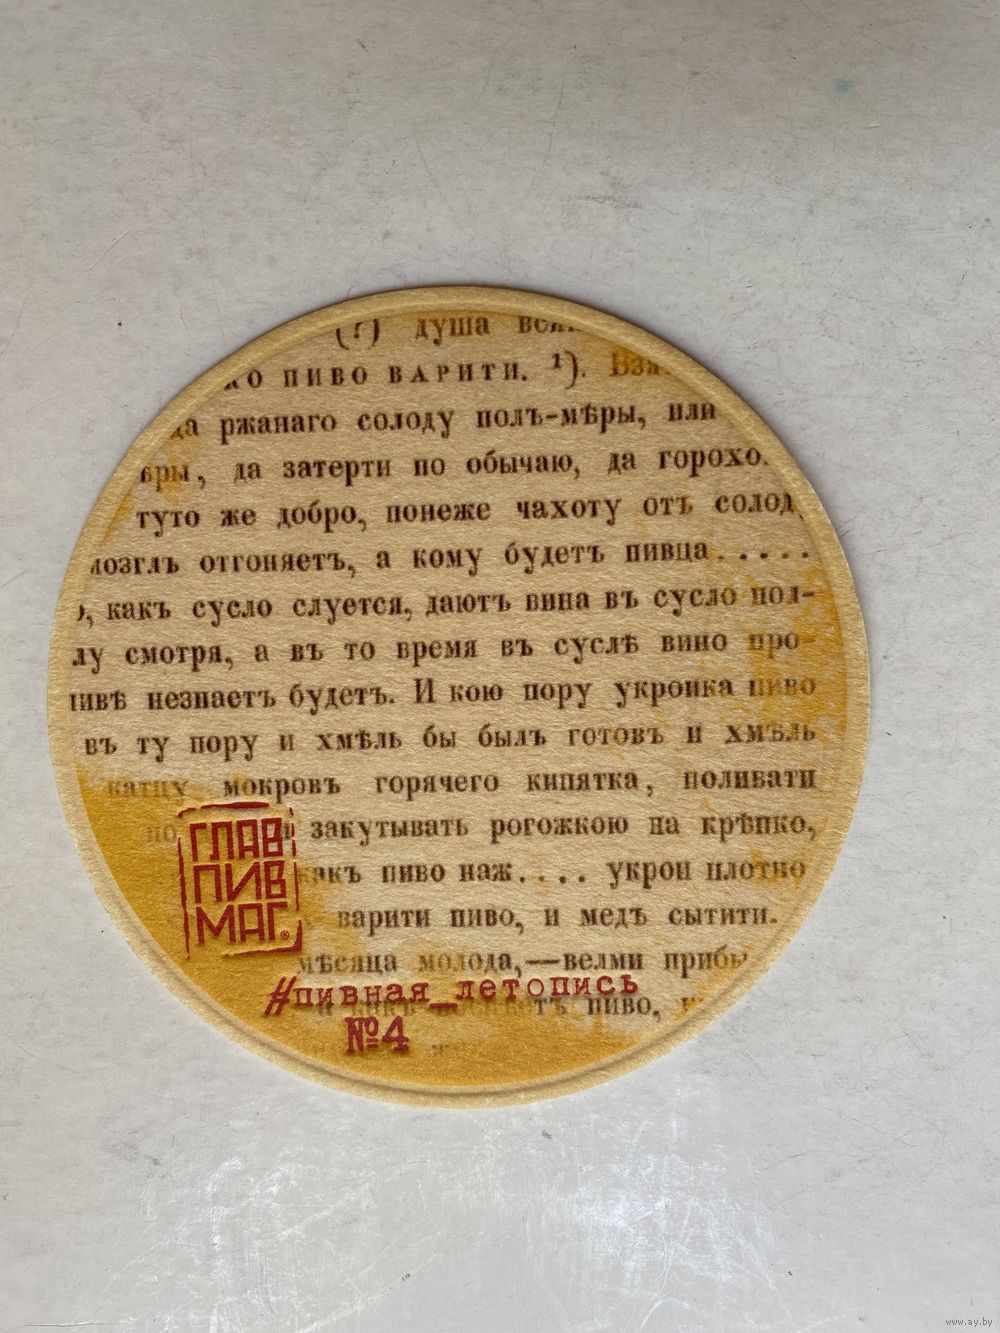 (?) душа
пиво варити. ¹).
да ржанаго солоду полъ-мѣры, или
ѣры, да затерти по обычаю, да горохо
туто же добро, понеже чахоту отъ солод
мозглъ отгоняетъ, а кому будетъ пивца.....
какъ сусло слуется, даютъ вина въ сусло пол-
лу смотря, а въ то время въ суслѣ вино про-
пивѣ незнаетъ будетъ. И кою пору укропка пиво
въ ту пору и хмѣль бы былъ готовъ и хмѣль
мокровъ горячего кипятка, поливати
закутывать рогожкою на крѣпко,
какъ пиво наж.... укроп плотко
варити пиво, и медъ сытити.
мѣсяца молода,—велми прибы
пиво,
ГЛАВ
ПИВ
МАГ®
#пивная_летопись
№4
www.ay.by